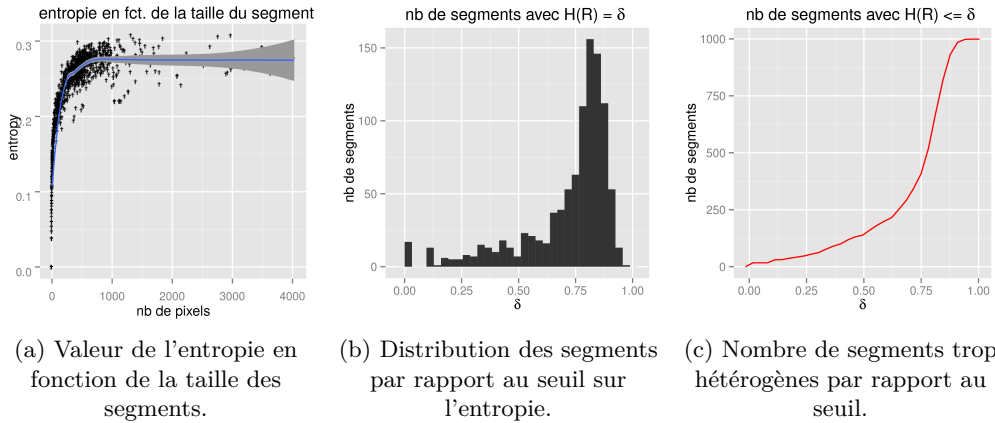 entropie en fct. de la taille du segment
0.3
0.2
0.1
0.0
entropy
0
1000
2000
3000
4000
nb de pixels
nb de segments avec H(R) = δ
150
100
50
0
nb de segments
0.00
0.25
0.50
0.75
1.00
δ
nb de segments avec H(R) <= δ
1000
750
500
250
0
nb de segments
0.00
0.25
0.50
0.75
1.00
δ
(a) Valeur de l'entropie en
fonction de la taille des
segments.
(b) Distribution des segments
par rapport au seuil sur
l'entropie.
(c) Nombre de segments trop
hétérogènes par rapport au
seuil.